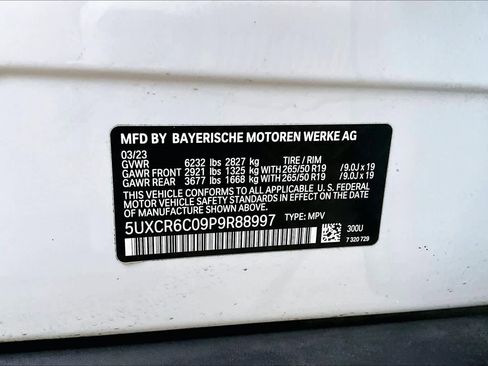 MFD BY BAYERISCHE MOTOREN WERKE AG
03/23
GVWR 6232 lbs 2827 kg TIRE / RIM
GAWR FRONT 2921 lbs 1325 kg 265/50 R19 /9.0J x 19
GAWR REAR 3677 lbs 1668 kg 265/50 R19 /9.0J x 19
THIS VEHICLE CONFORMS TO ALL APPLICABLE U.S. FEDERAL
MOTOR VEHICLE SAFETY STANDARDS IN EFFECT ON THE
DATE OF MANUFACTURE SHOWN ABOVE.
5UXCR6C09P9R88997 TYPE: MPV
300U
7 320 729